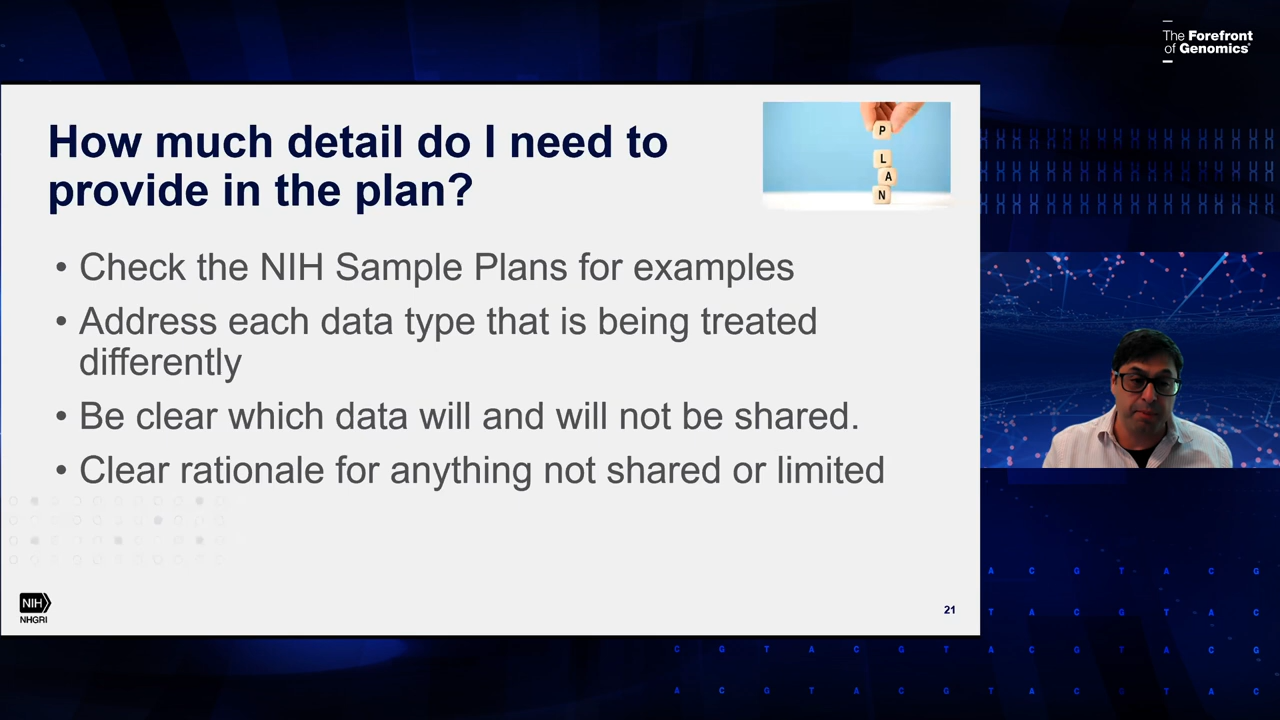 The Forefront
of Genomics®
How much detail do I need to
provide in the plan?
P
L
A
N
• Check the NIH Sample Plans for examples
• Address each data type that is being treated
differently
• Be clear which data will and will not be shared.
• Clear rationale for anything not shared or limited
NIH
NHGRI
21
A C G T A C G
T A C G T A C
C G T A C G T A C G T A C G
A C G T A C G T A C G T A C